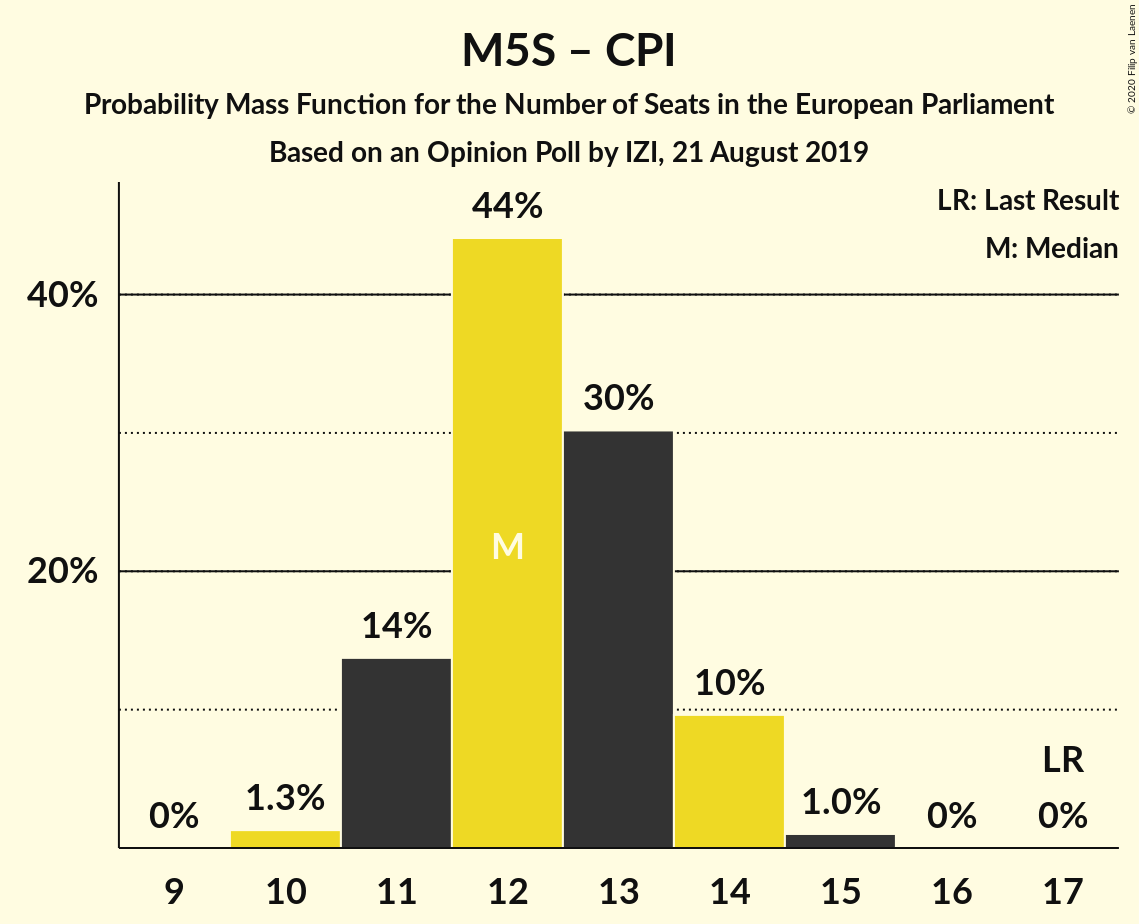 M5S – CPI
Probability Mass Function for the Number of Seats in the European Parliament
Based on an Opinion Poll by IZI, 21 August 2019
© 2020 Filip van Laenen
LR: Last Result
M: Median
44%
40%
30%
M
20%
14%
10%
LR
1.3%
1.0%
0%
0%
0%
9 10 11 12 13 14 15 16 17